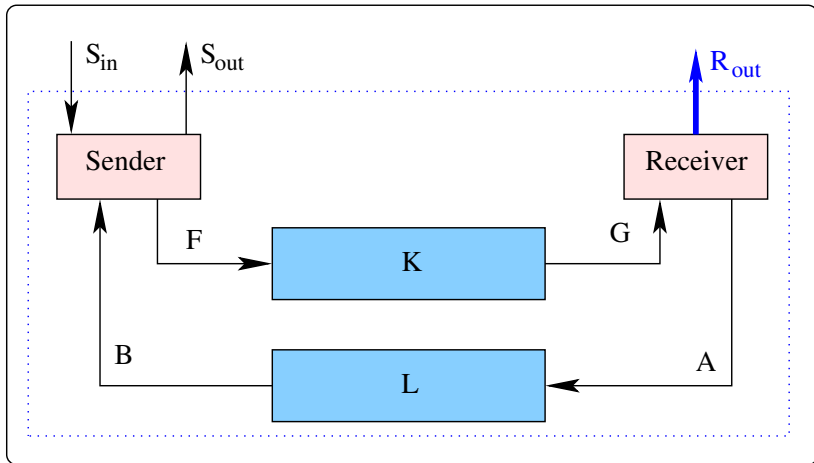 S_in
S_out
R_out
Sender
Receiver
F
K
G
B
L
A